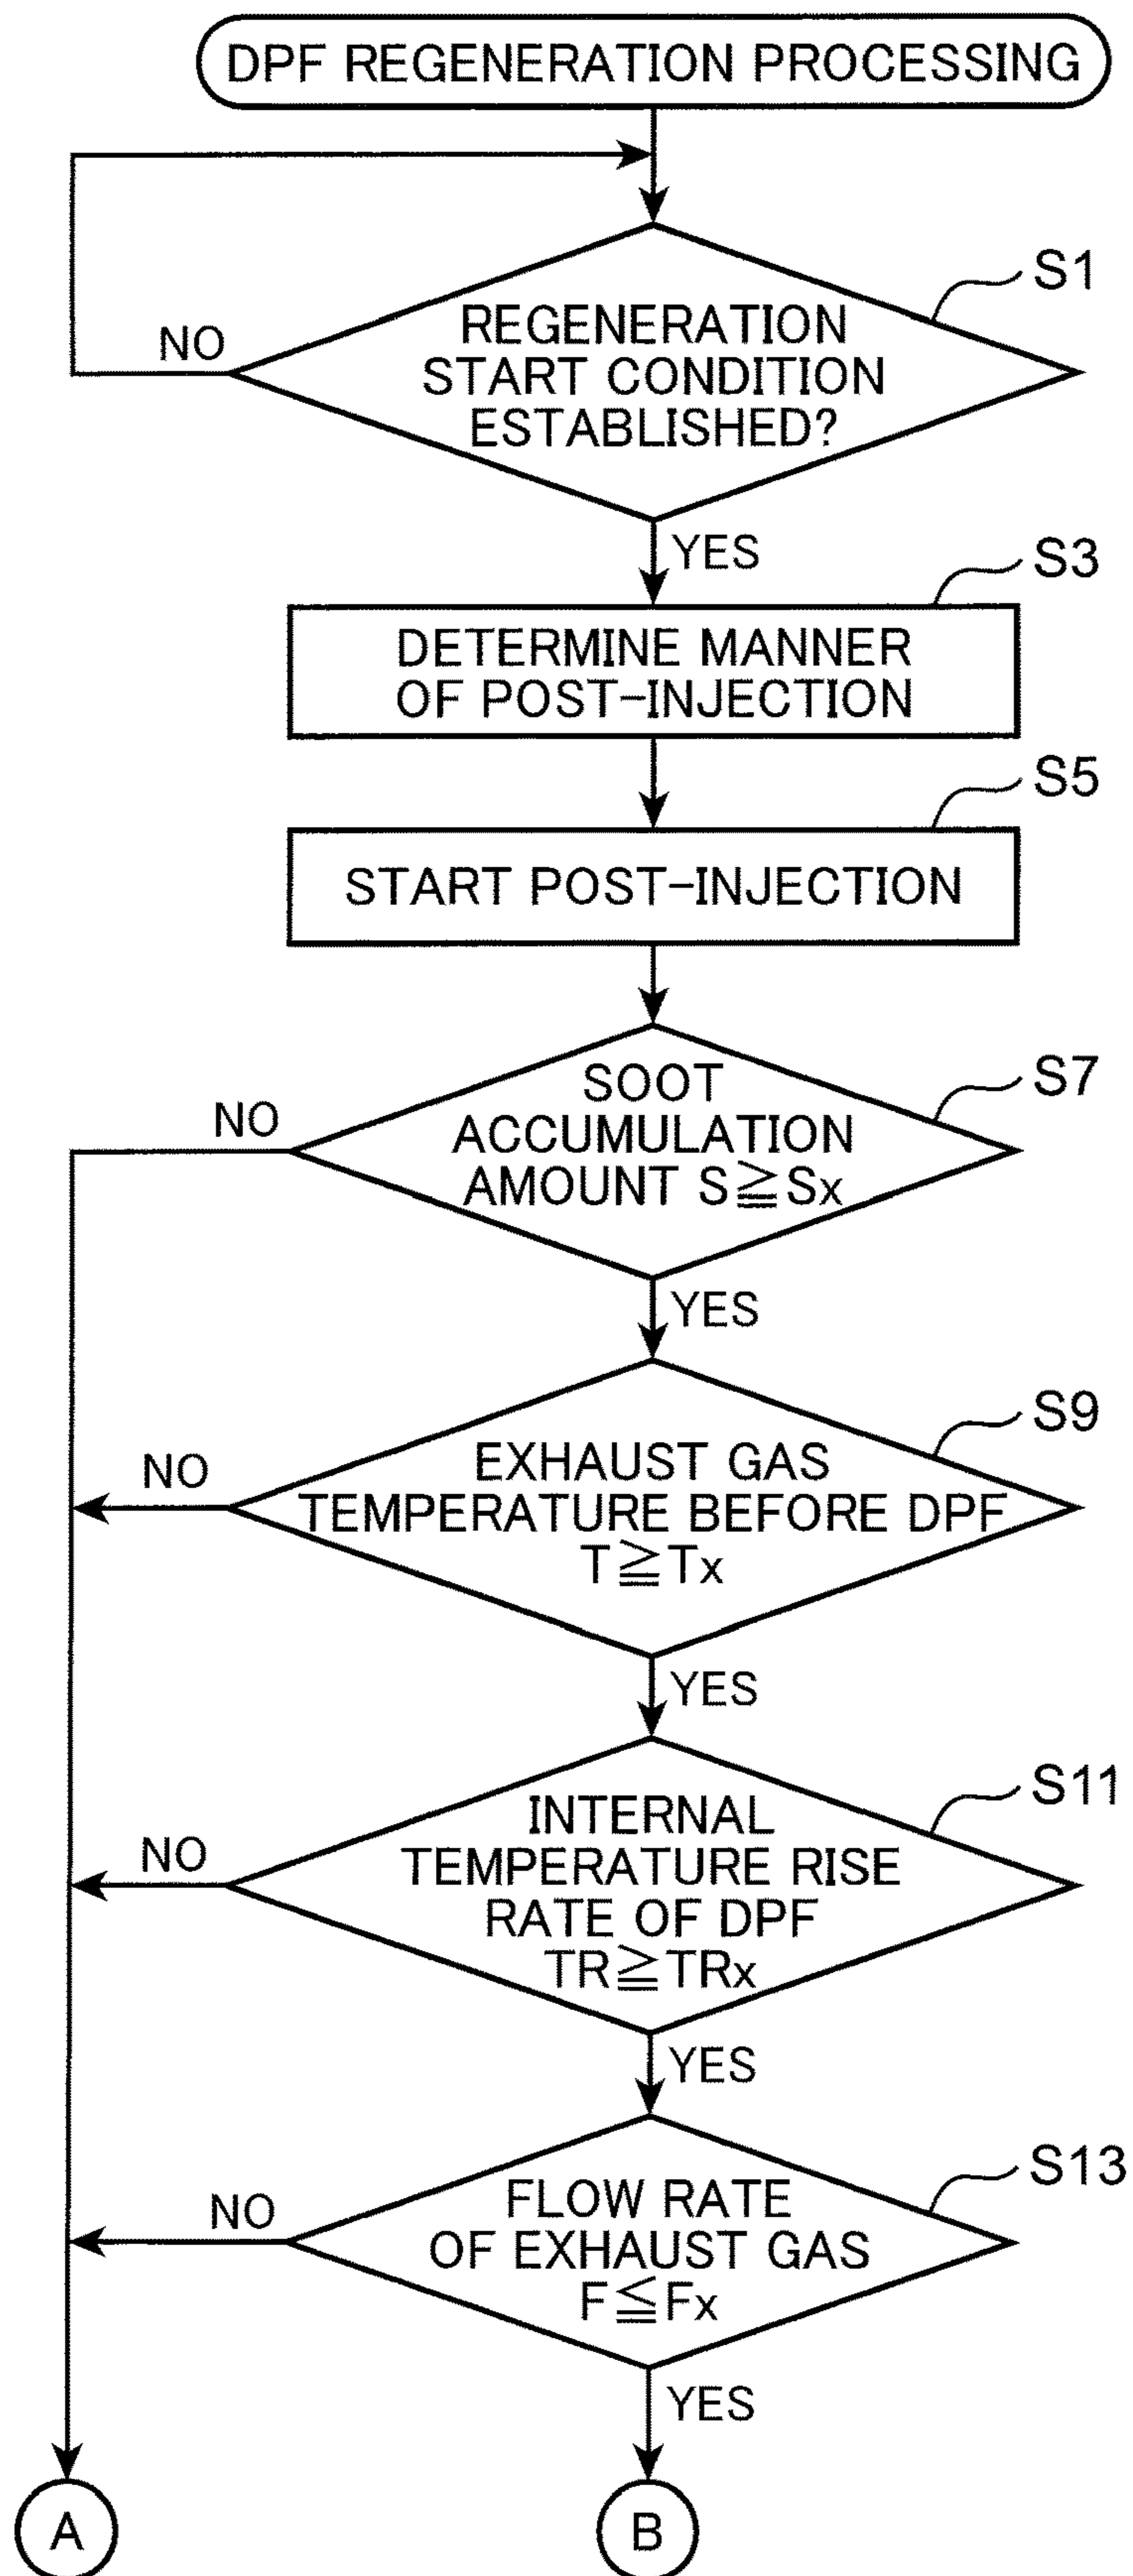 DPF REGENERATION PROCESSING
S1
REGENERATION
START CONDITION
ESTABLISHED?
NO
YES
S3
DETERMINE MANNER
OF POST-INJECTION
S5
START POST-INJECTION
S7
SOOT
ACCUMULATION
AMOUNT S≧Sx
NO
YES
S9
EXHAUST GAS
TEMPERATURE BEFORE DPF
T≧Tx
NO
YES
S11
INTERNAL
TEMPERATURE RISE
RATE OF DPF
TR≧TRx
NO
YES
S13
FLOW RATE
OF EXHAUST GAS
F≦Fx
NO
YES
A
B